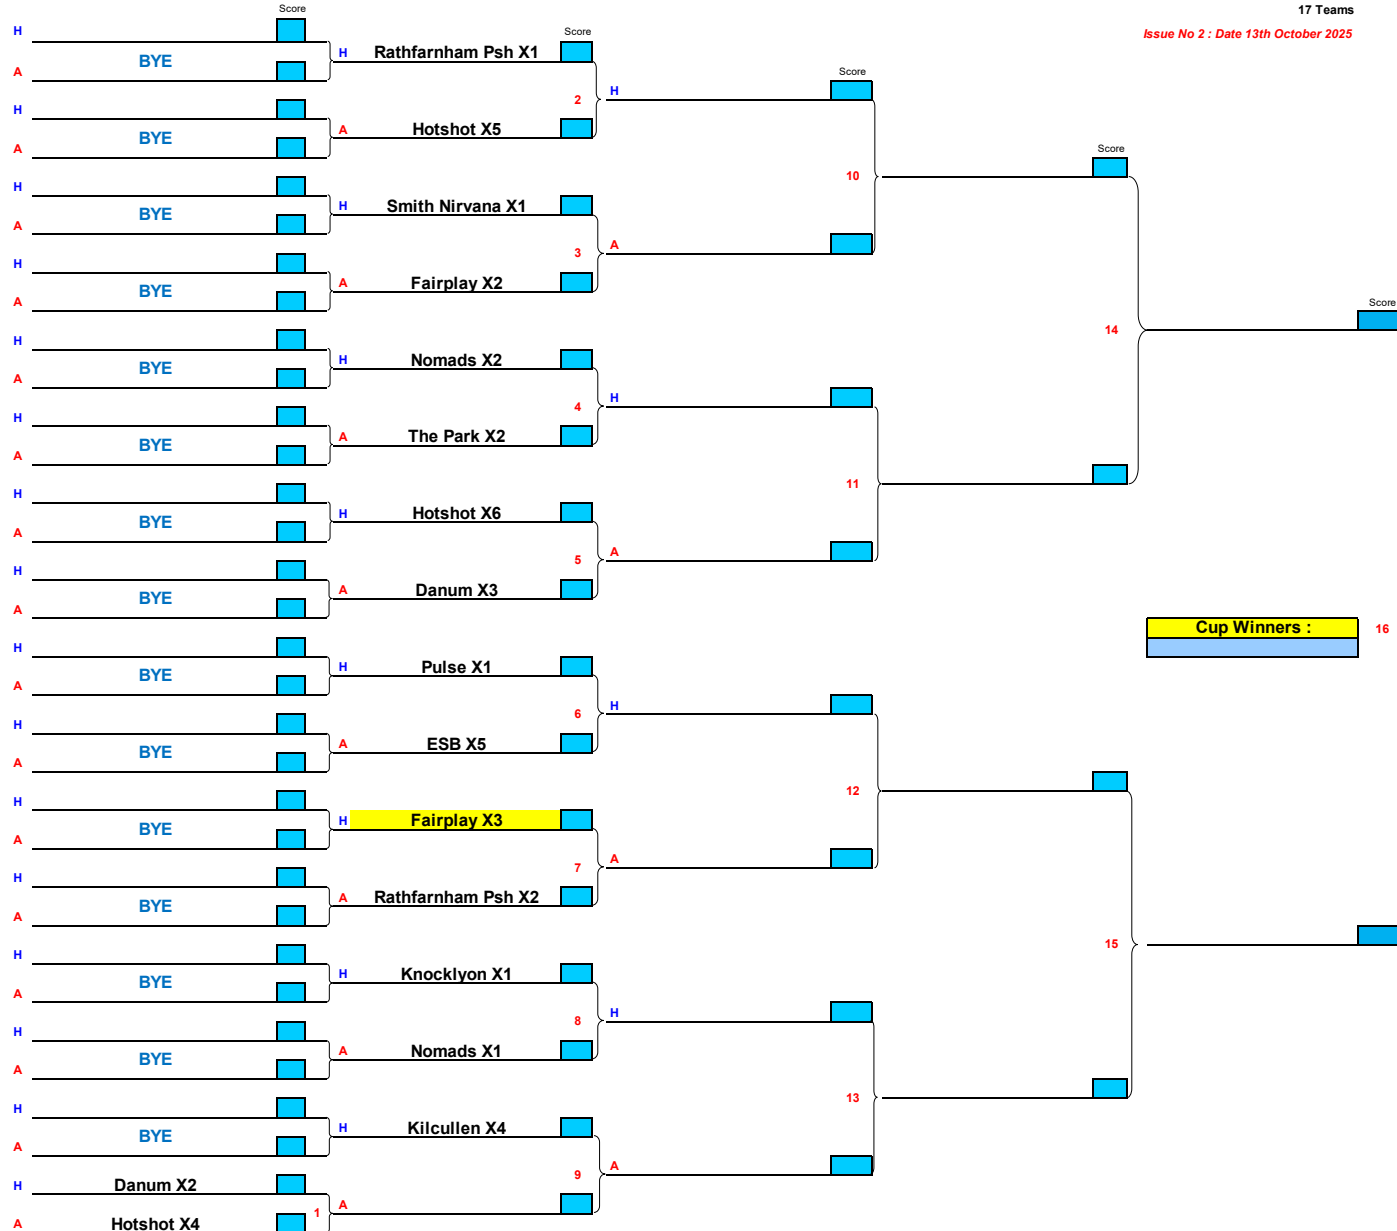 Score
17 Teams
H
Score
Issue No 2 : Date 13th October 2025
BYE
H Rathfarnham Psh X1
A
Score
2 H
H
Hotshot X5
A
BYE
A
Score
10
H
Smith Nirvana X1
H
BYE
A
3 A
H
Fairplay X2
A
BYE
A
Score
14
H
Nomads X2
H
BYE
A
4 H
H
The Park X2
A
BYE
A
11
H
Hotshot X6
H
BYE
A
5 A
H
Danum X3
A
BYE
A
Cup Winners :
16
H
Pulse X1
H
BYE
A
6 H
H
ESB X5
A
BYE
A
12
H
Fairplay X3
H
BYE
A
7 A
H
Rathfarnham Psh X2
A
BYE
A
15
H
Knocklyon X1
H
BYE
A
8 H
H
Nomads X1
A
BYE
A
13
H
Kilcullen X4
H
BYE
A
9 A
H Danum X2
1 A
A Hotshot X4